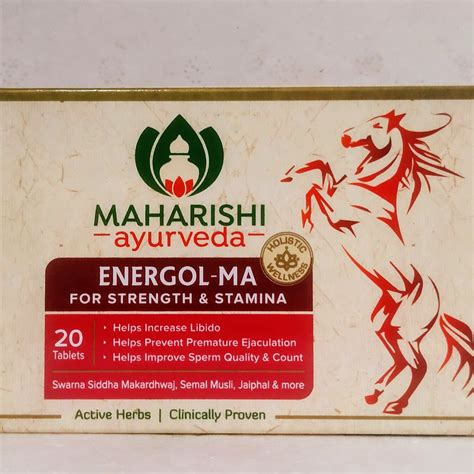 MAHARISHI
ayurveda
HOLISTIC
WELLNESS
ENERGOL-MA
FOR STRENGTH & STAMINA
20
Tablets
• Helps Increase Libido
• Helps Prevent Premature Ejaculation
• Helps Improve Sperm Quality & Count
Swarna Siddha Makardhwaj, Semal Musli, Jaiphal & more
Active Herbs | Clinically Proven